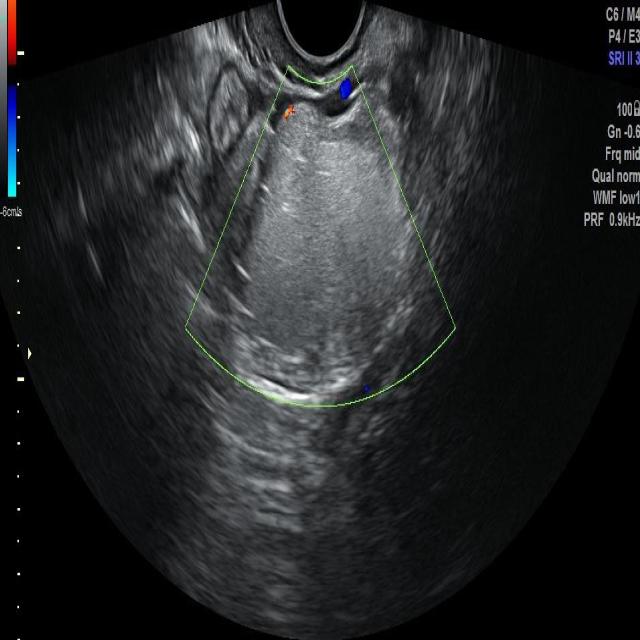 C6 / M4
P4 / E3
SRI II 3
100
Gn -0.6
Frq mid
Qual norm
WMF low1
PRF 0.9kHz
-6cm/s